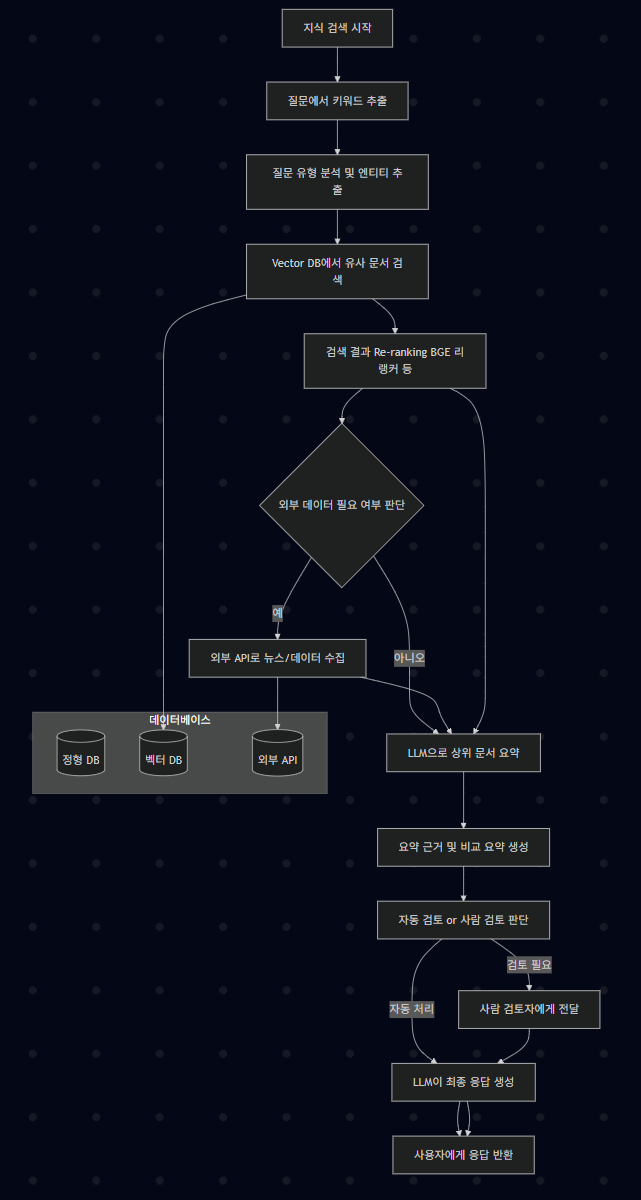 지식 검색 시작
질문에서 키워드 추출
질문 유형 분석 및 엔티티 추
출
Vector DB에서 유사 문서 검
색
검색 결과 Re-ranking BGE 리
랭커 등
외부 데이터 필요 여부 판단
예
외부 API로 뉴스/데이터 수집
아니오
데이터베이스
정형 DB
벡터 DB
외부 API
LLM으로 상위 문서 요약
요약 근거 및 비교 요약 생성
자동 검토 or 사람 검토 판단
검토 필요
자동 처리
사람 검토자에게 전달
LLM이 최종 응답 생성
사용자에게 응답 반환